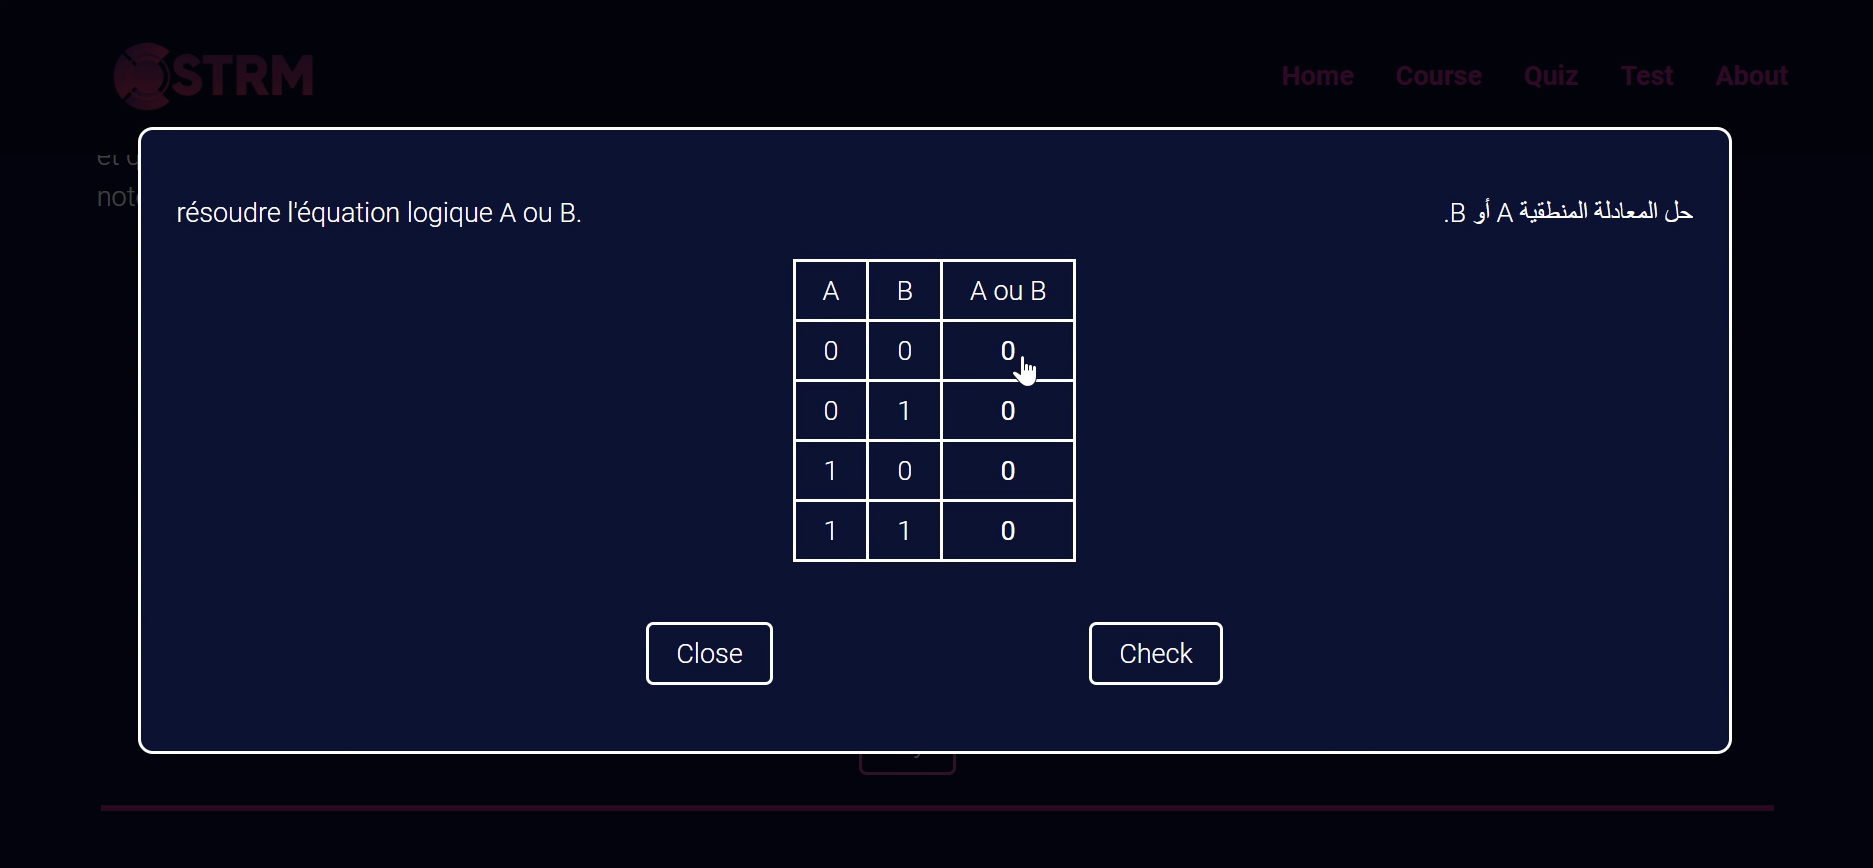 STRM
Home Course Quiz Test About
et
résoudre l'équation logique A ou B.
حل المعادلة المنطقية A أو B.
A B A ou B
0 0 0
0 1 0
1 0 0
1 1 0
Close Check